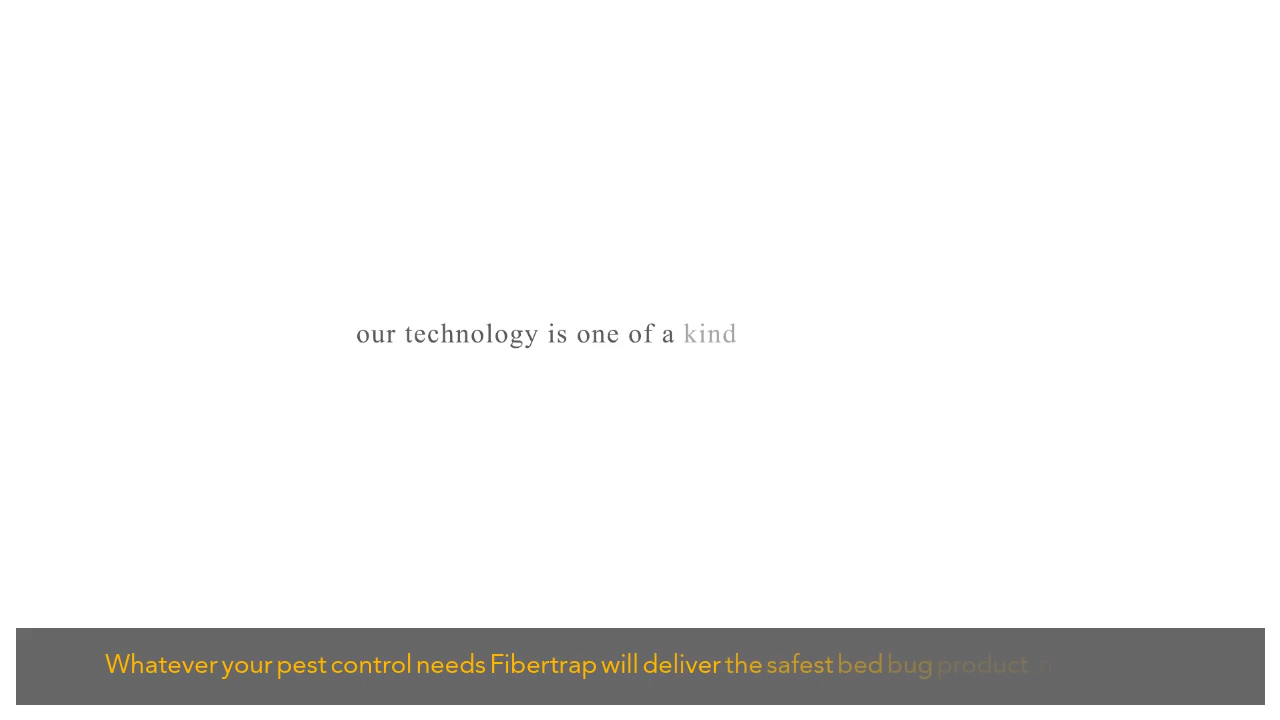 our technology is one of a kind
Whatever your pest control needs Fibertrap will deliver the safest bed bug product